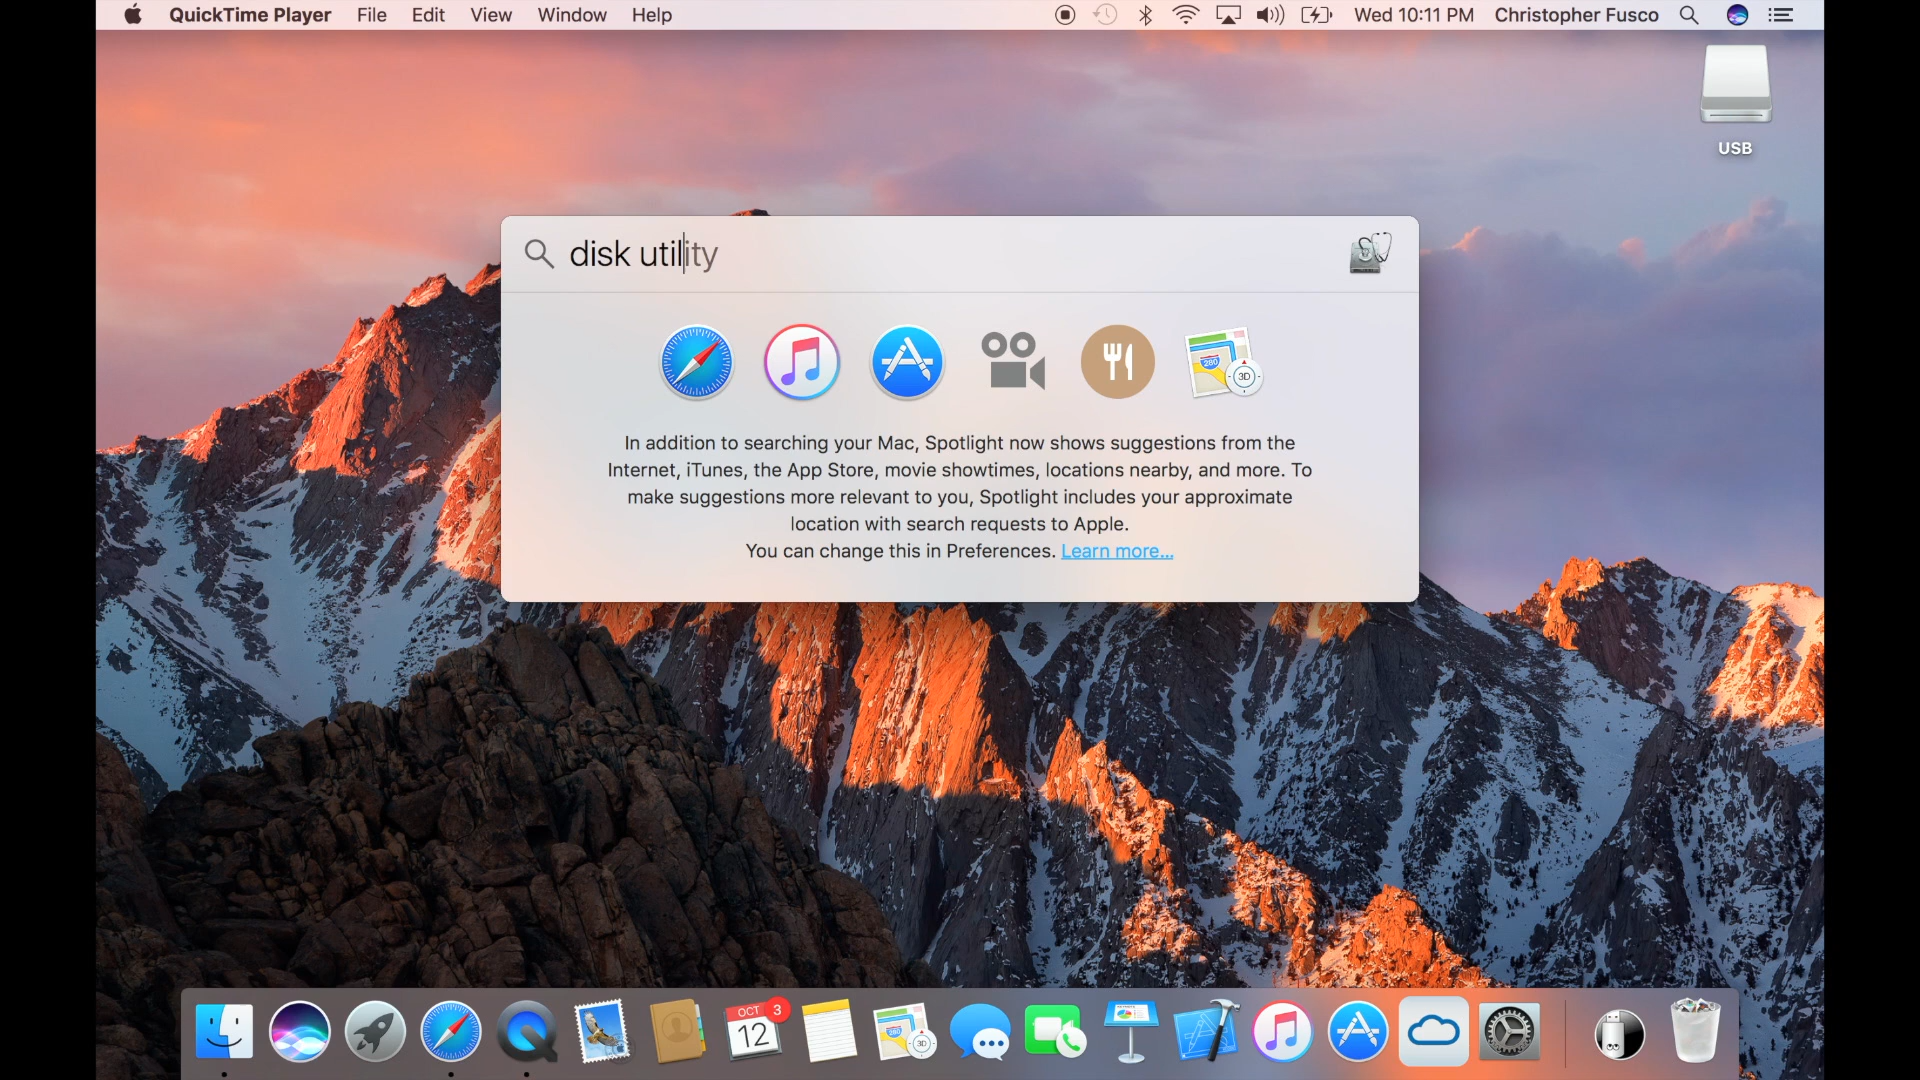 QuickTime Player File Edit View Window Help Wed 10:11 PM Christopher Fusco
USB
disk utility
280
3D
In addition to searching your Mac, Spotlight now shows suggestions from the
Internet, iTunes, the App Store, movie showtimes, locations nearby, and more. To
make suggestions more relevant to you, Spotlight includes your approximate
location with search requests to Apple.
You can change this in Preferences. Learn more...
OCT 3
12
3D